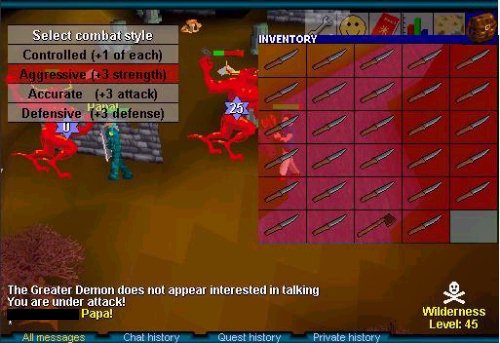 Select combat style
INVENTORY
Controlled (+1 of each)
Aggressive (+3 strength)
Accurate (+3 attack)
Papa!
25
Defensive (+3 defense)
0
The Greater Demon does not appear interested in talking
You are under attack!
Papa!
*
Wilderness
Level: 45
All messages
Chat history
Quest history
Private history